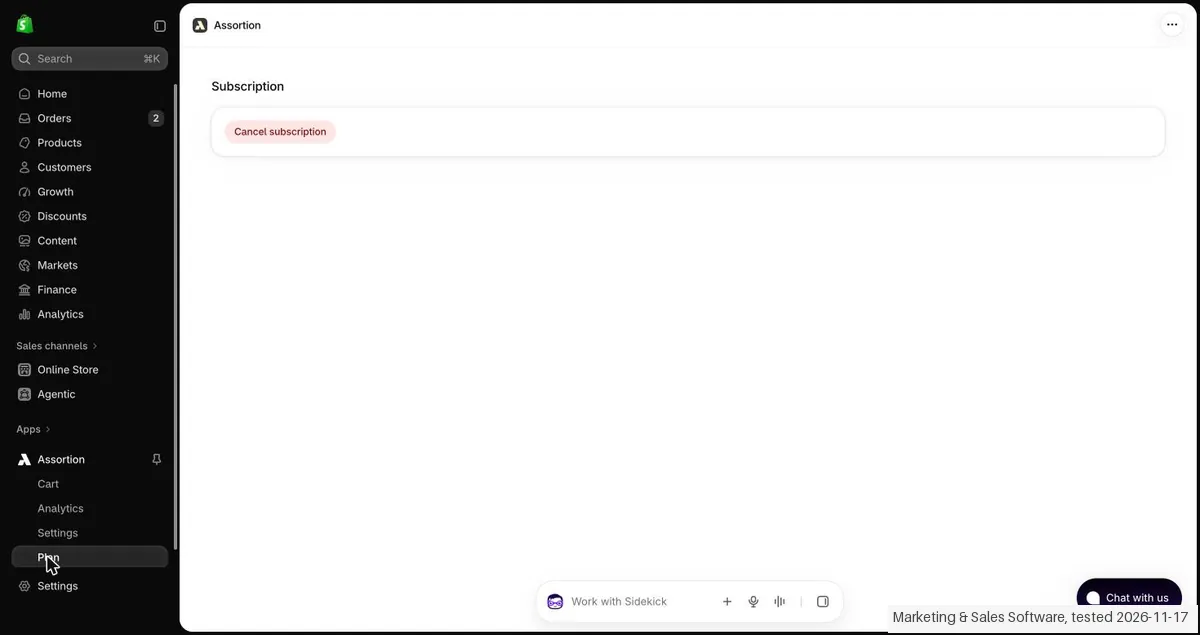 Search ⌘K
Home
Orders 2
Products
Customers
Growth
Discounts
Content
Markets
Finance
Analytics
Sales channels
Online Store
Agentic
Apps
Assortion
Cart
Analytics
Settings
Plan
Settings
Assortion
Subscription
Cancel subscription
Work with Sidekick
Chat with us
Marketing & Sales Software, tested 2026-11-17